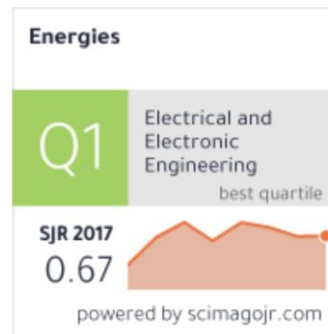 Energies
Q1
Electrical and
Electronic
Engineering
best quartile
SJR 2017
0.67
powered by scimagojr.com